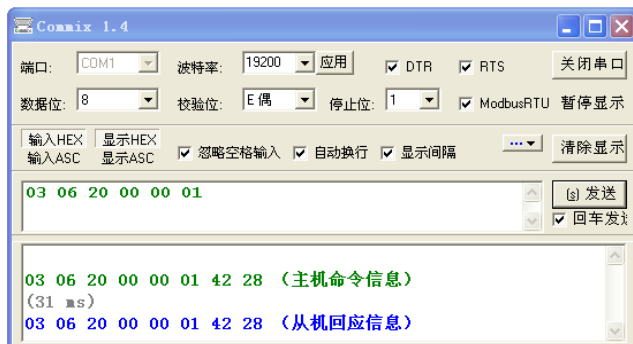 Commix 1.4
端口: COM1 波特率: 19200 应用 DTR RTS 关闭串口
数据位: 8 校验位: E 偶 停止位: 1 ModbusRTU 暂停显示
输入HEX 显示HEX
输入ASC 显示ASC 忽略空格输入 自动换行 显示间隔 ... 清除显示
03 06 20 00 00 01 (s) 发送
回车发送
03 06 20 00 00 01 42 28 (主机命令信息)
(31 ms)
03 06 20 00 00 01 42 28 (从机回应信息)